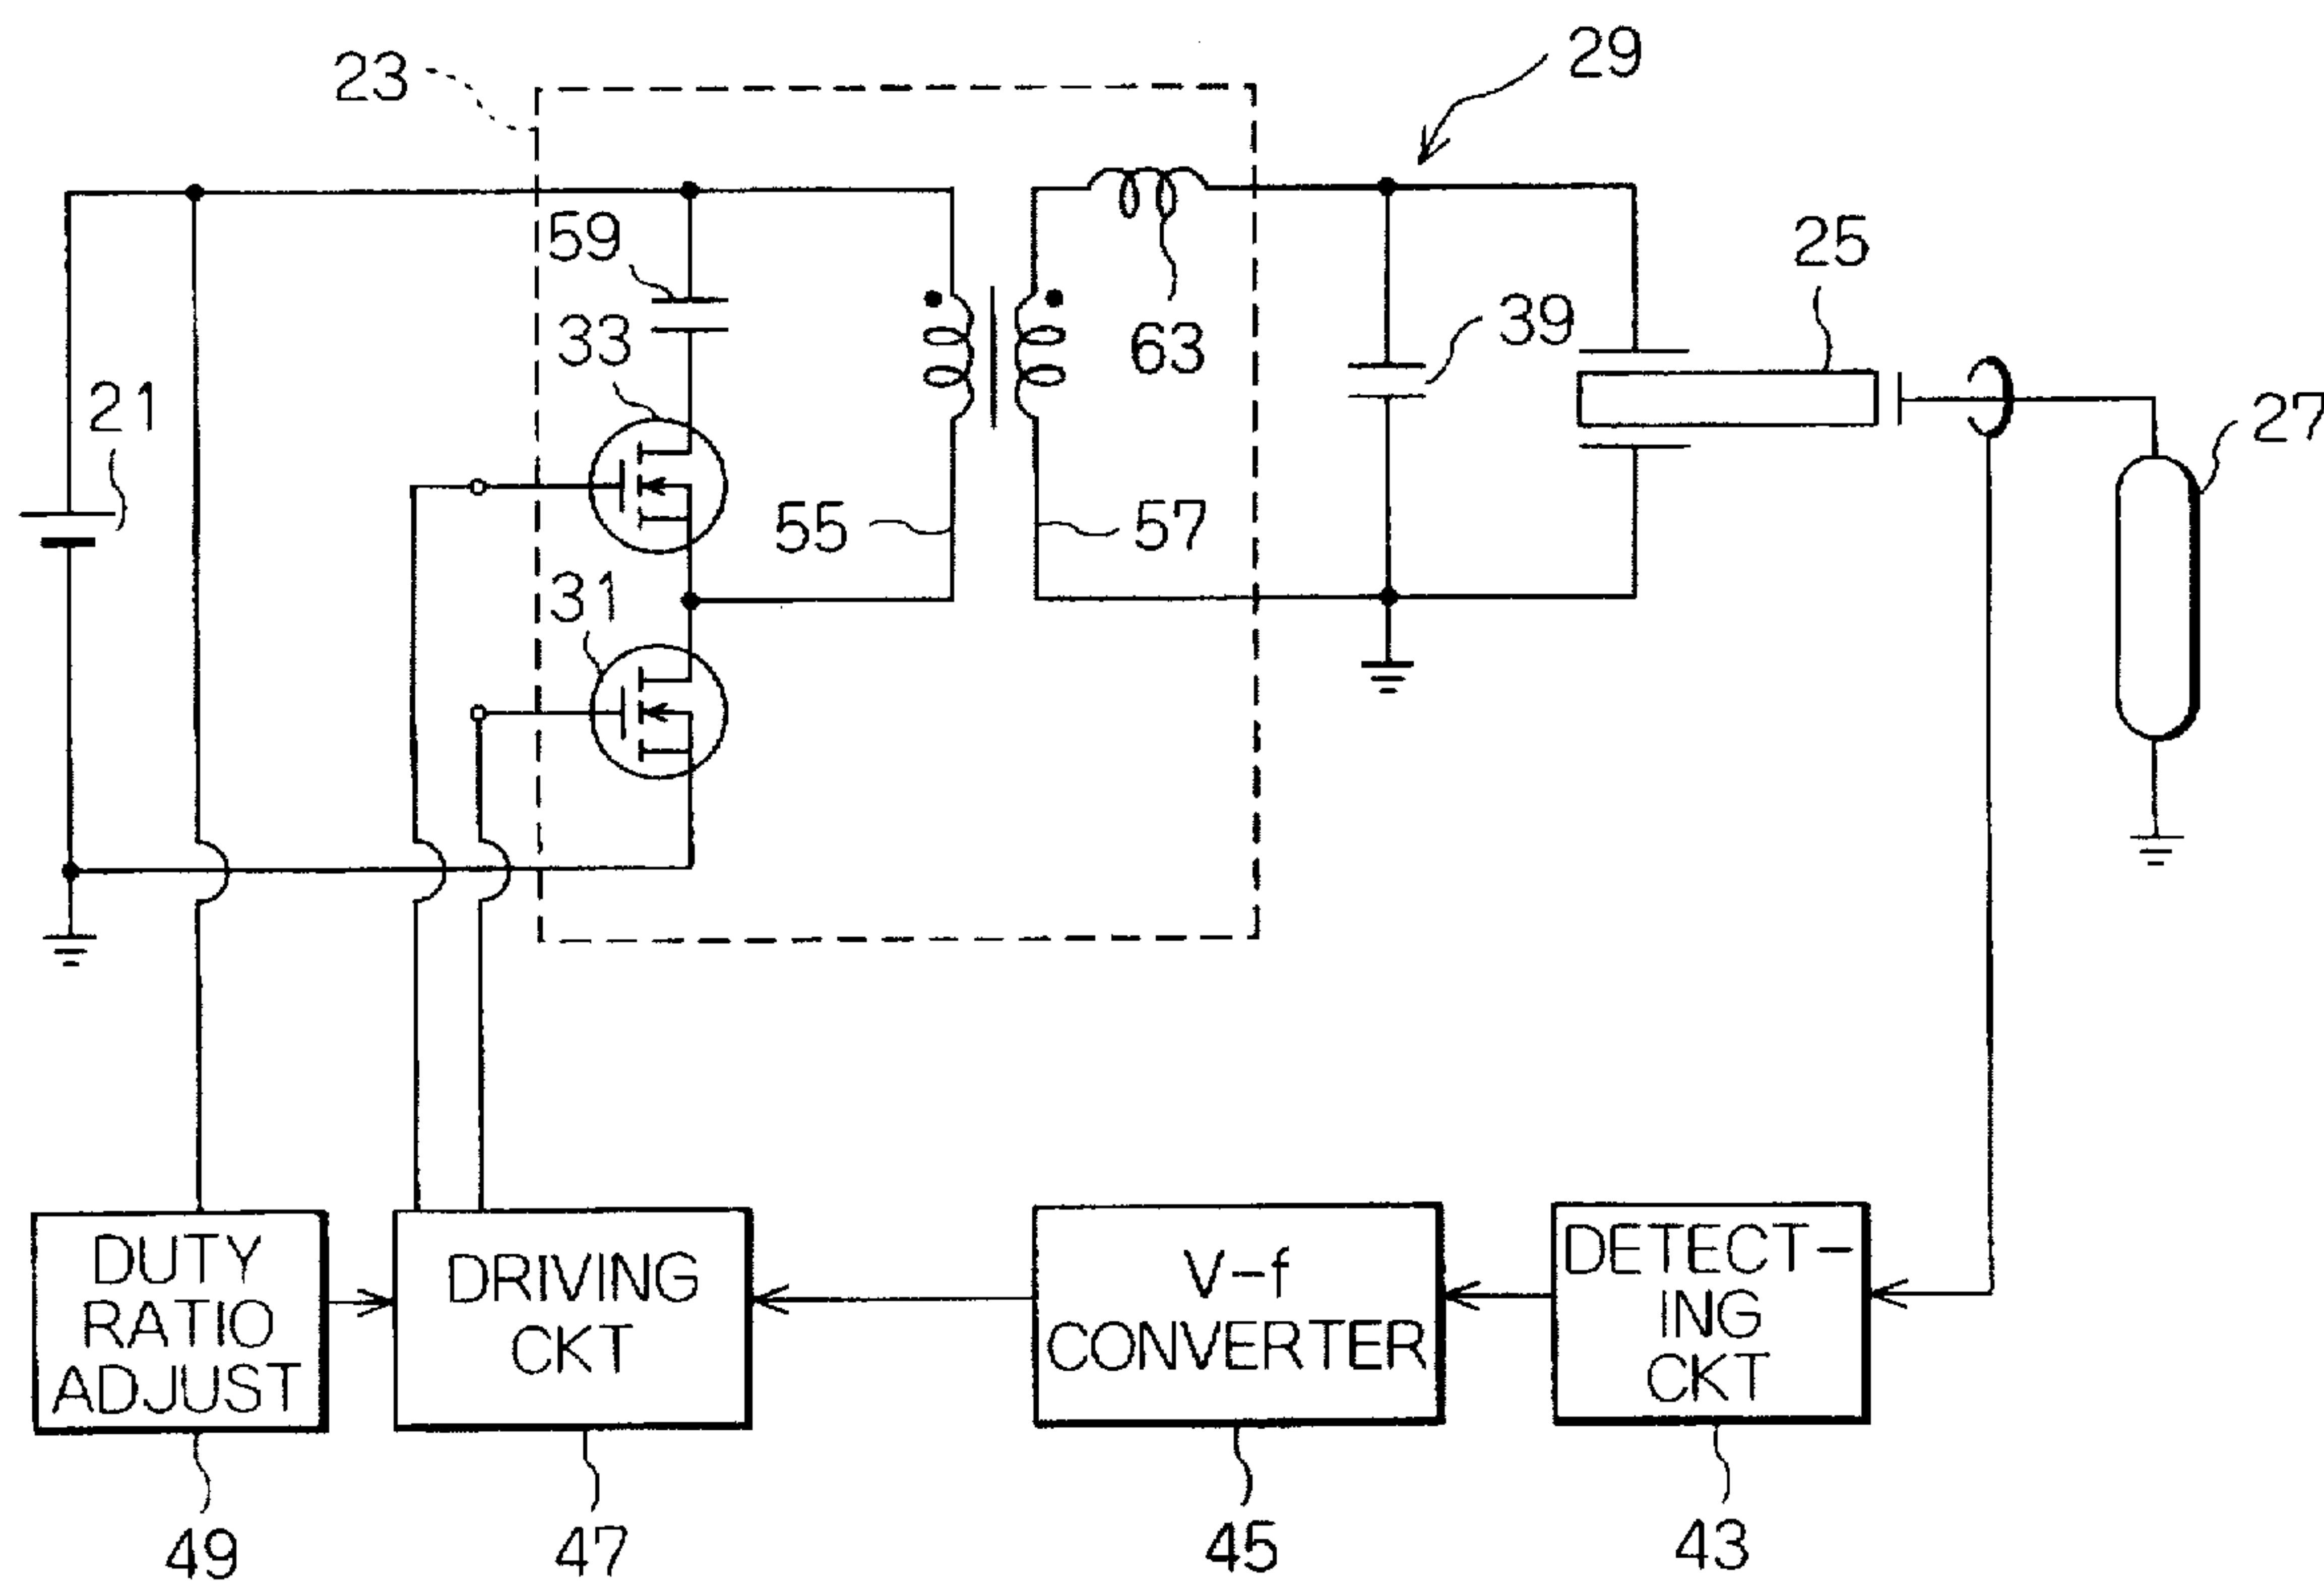 29
23
59
25
33
39
63
21
27
55
57
31
DUTY
RATIO
ADJUST
DRIVING
CKT
V-f
CONVERTER
DETECT-
ING
CKT
49
47
45
43